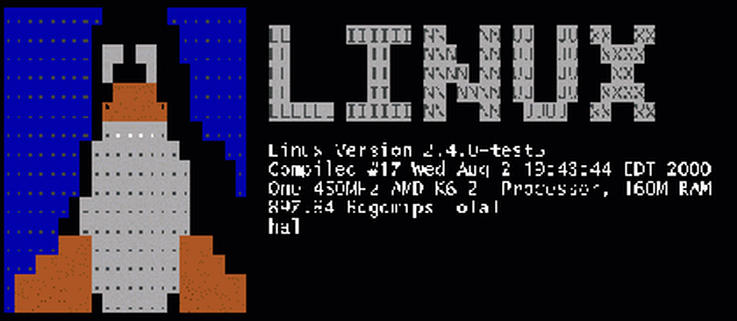 LINUX
Linux Version 2.4.0-test5
Compiled #17 Wed Aug 2 19:43:44 EDT 2000
One 450MHz AMD K6 2 Processor, 160M RAM
897.84 Bogomips Total
hal